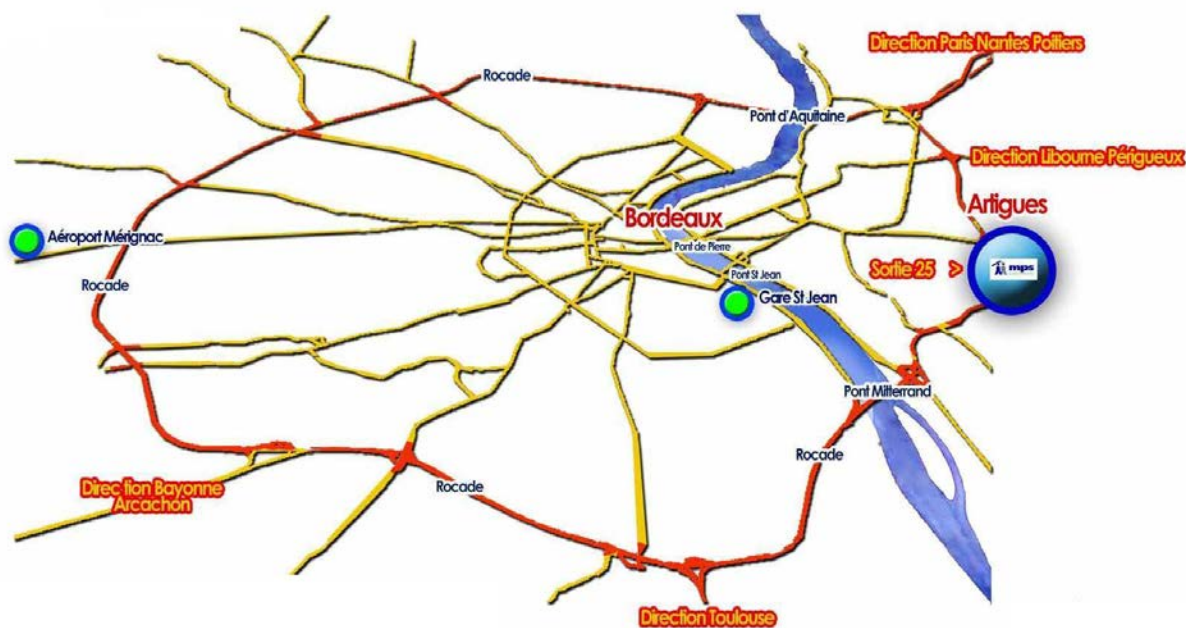 Direction Paris Nantes Poitiers
Rocade
Pont d'Aquitaine
Direction Libourne Périgueux
Artigues
Bordeaux
Aéroport Mérignac
Pont de Pierre
Sortie 25 >
mps
Pont St Jean
Rocade
Gare St Jean
Pont Mitterrand
Rocade
Direction Bayonne
Arcachon
Rocade
Direction Toulouse